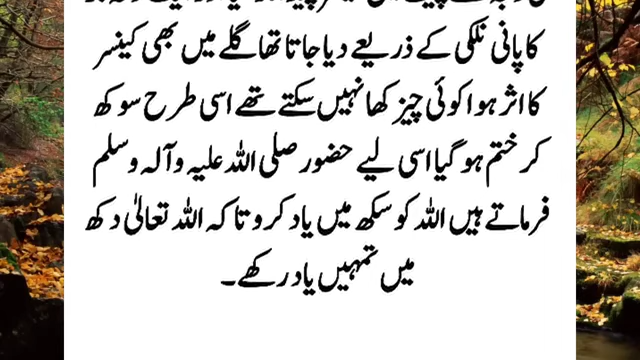 کا پانی نلکی کے ذریعے دیا جاتا تھا گلے میں بھی کینسر
کا اثر ہوا کوئی چیز کھا نہیں سکتے تھے اسی طرح سوکھ
کر ختم ہو گیا اسی لیے حضور صلی اللہ علیہ وآلہ وسلم
فرماتے ہیں اللہ کو سکھ میں یاد کرو تا کہ اللہ تعالیٰ دکھ
میں تمہیں یاد رکھے۔